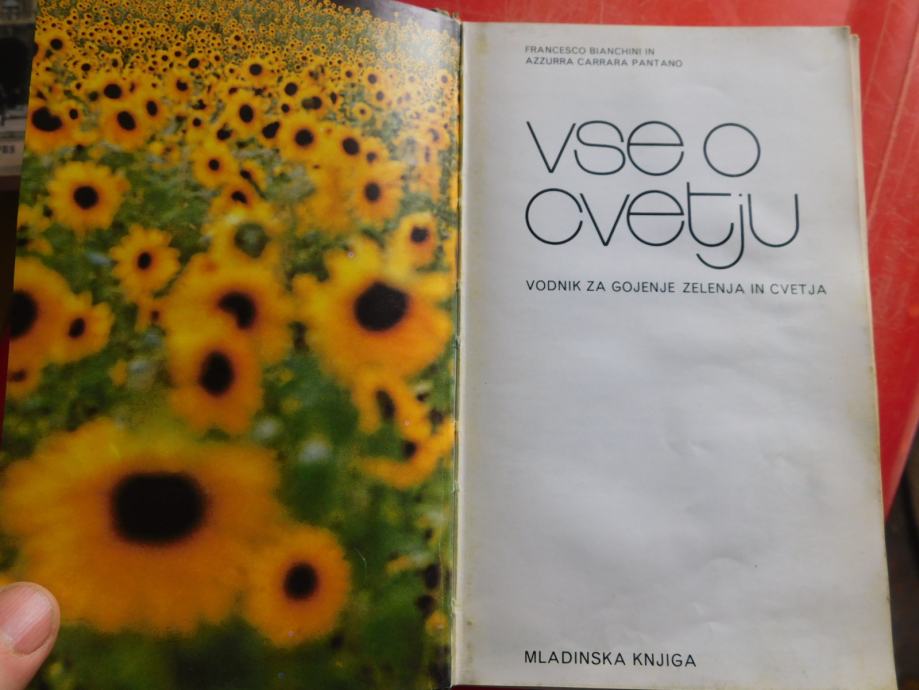 FRANCESCO BIANCHINI IN
AZZURRA CARRARA PANTANO
vse o
cvetju
VODNIK ZA GOJENJE ZELENJA IN CVETJA
MLADINSKA KNJIGA